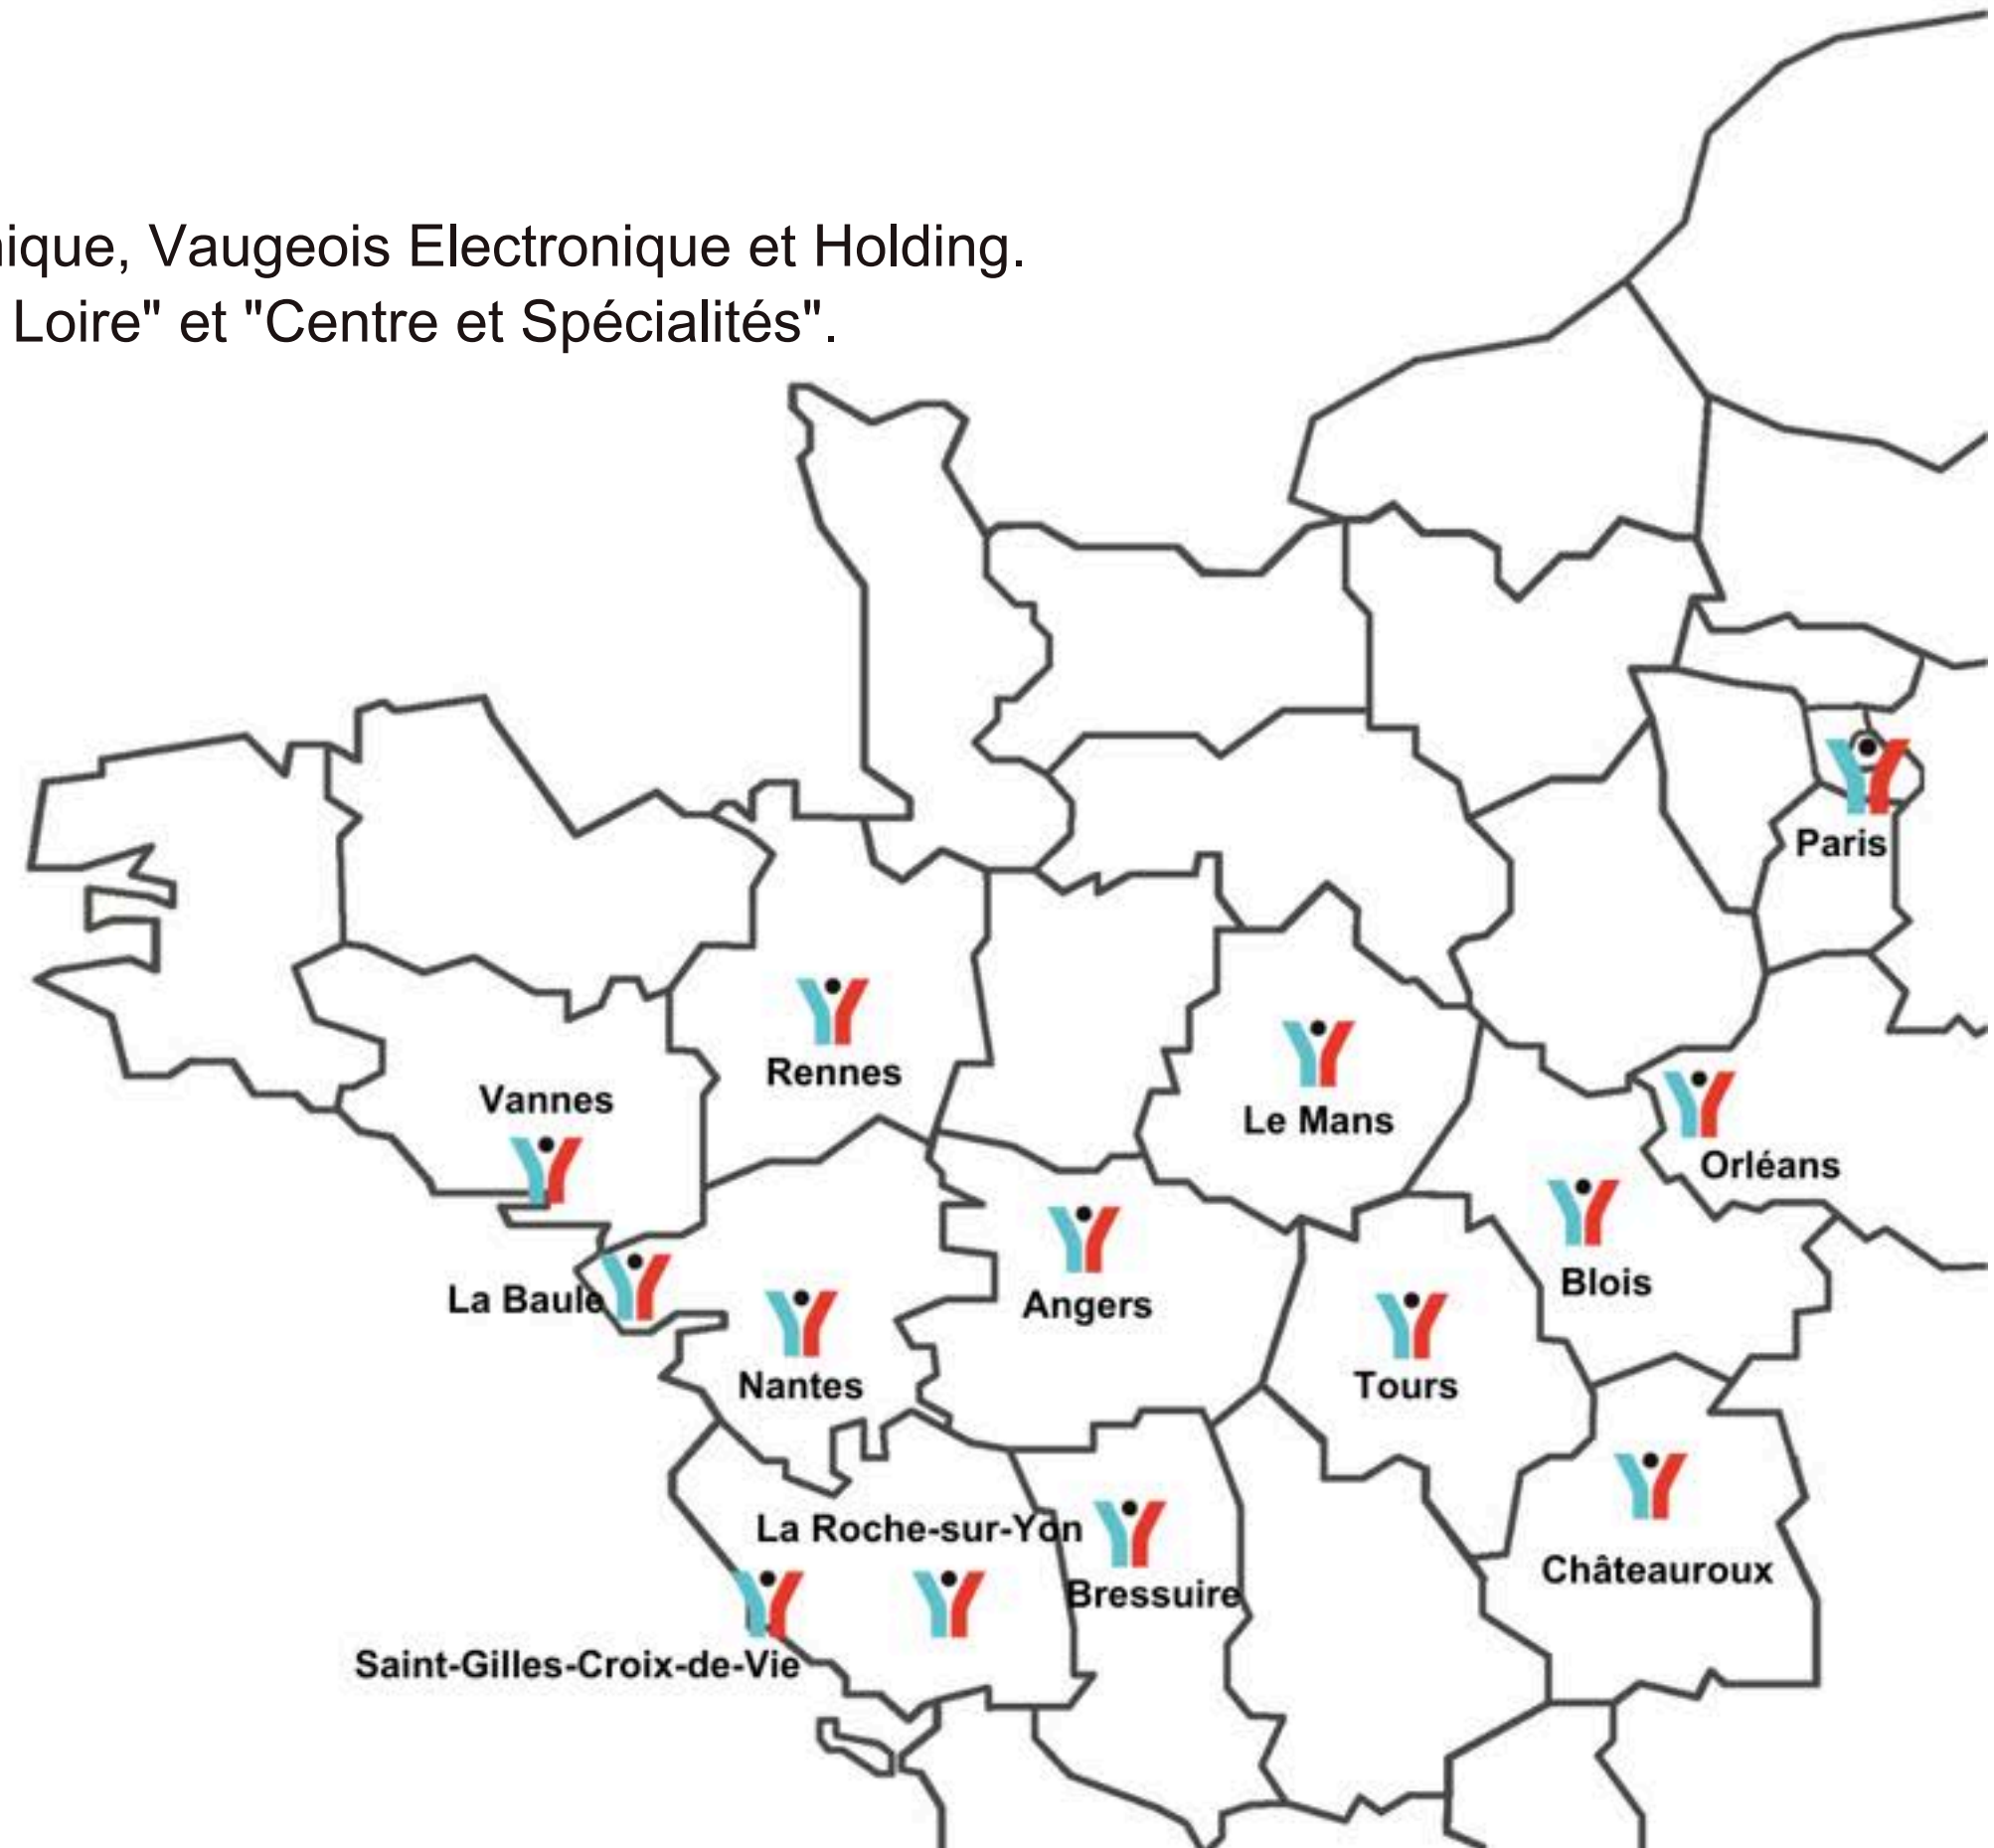 Vaugeois Electronique et Holding.
Loire" et "Centre et Spécialités".
Paris
Rennes
Vannes
Le Mans
Orléans
Blois
La Baule
Angers
Nantes
Tours
La Roche-sur-Yon
Châteauroux
Bressuire
Saint-Gilles-Croix-de-Vie